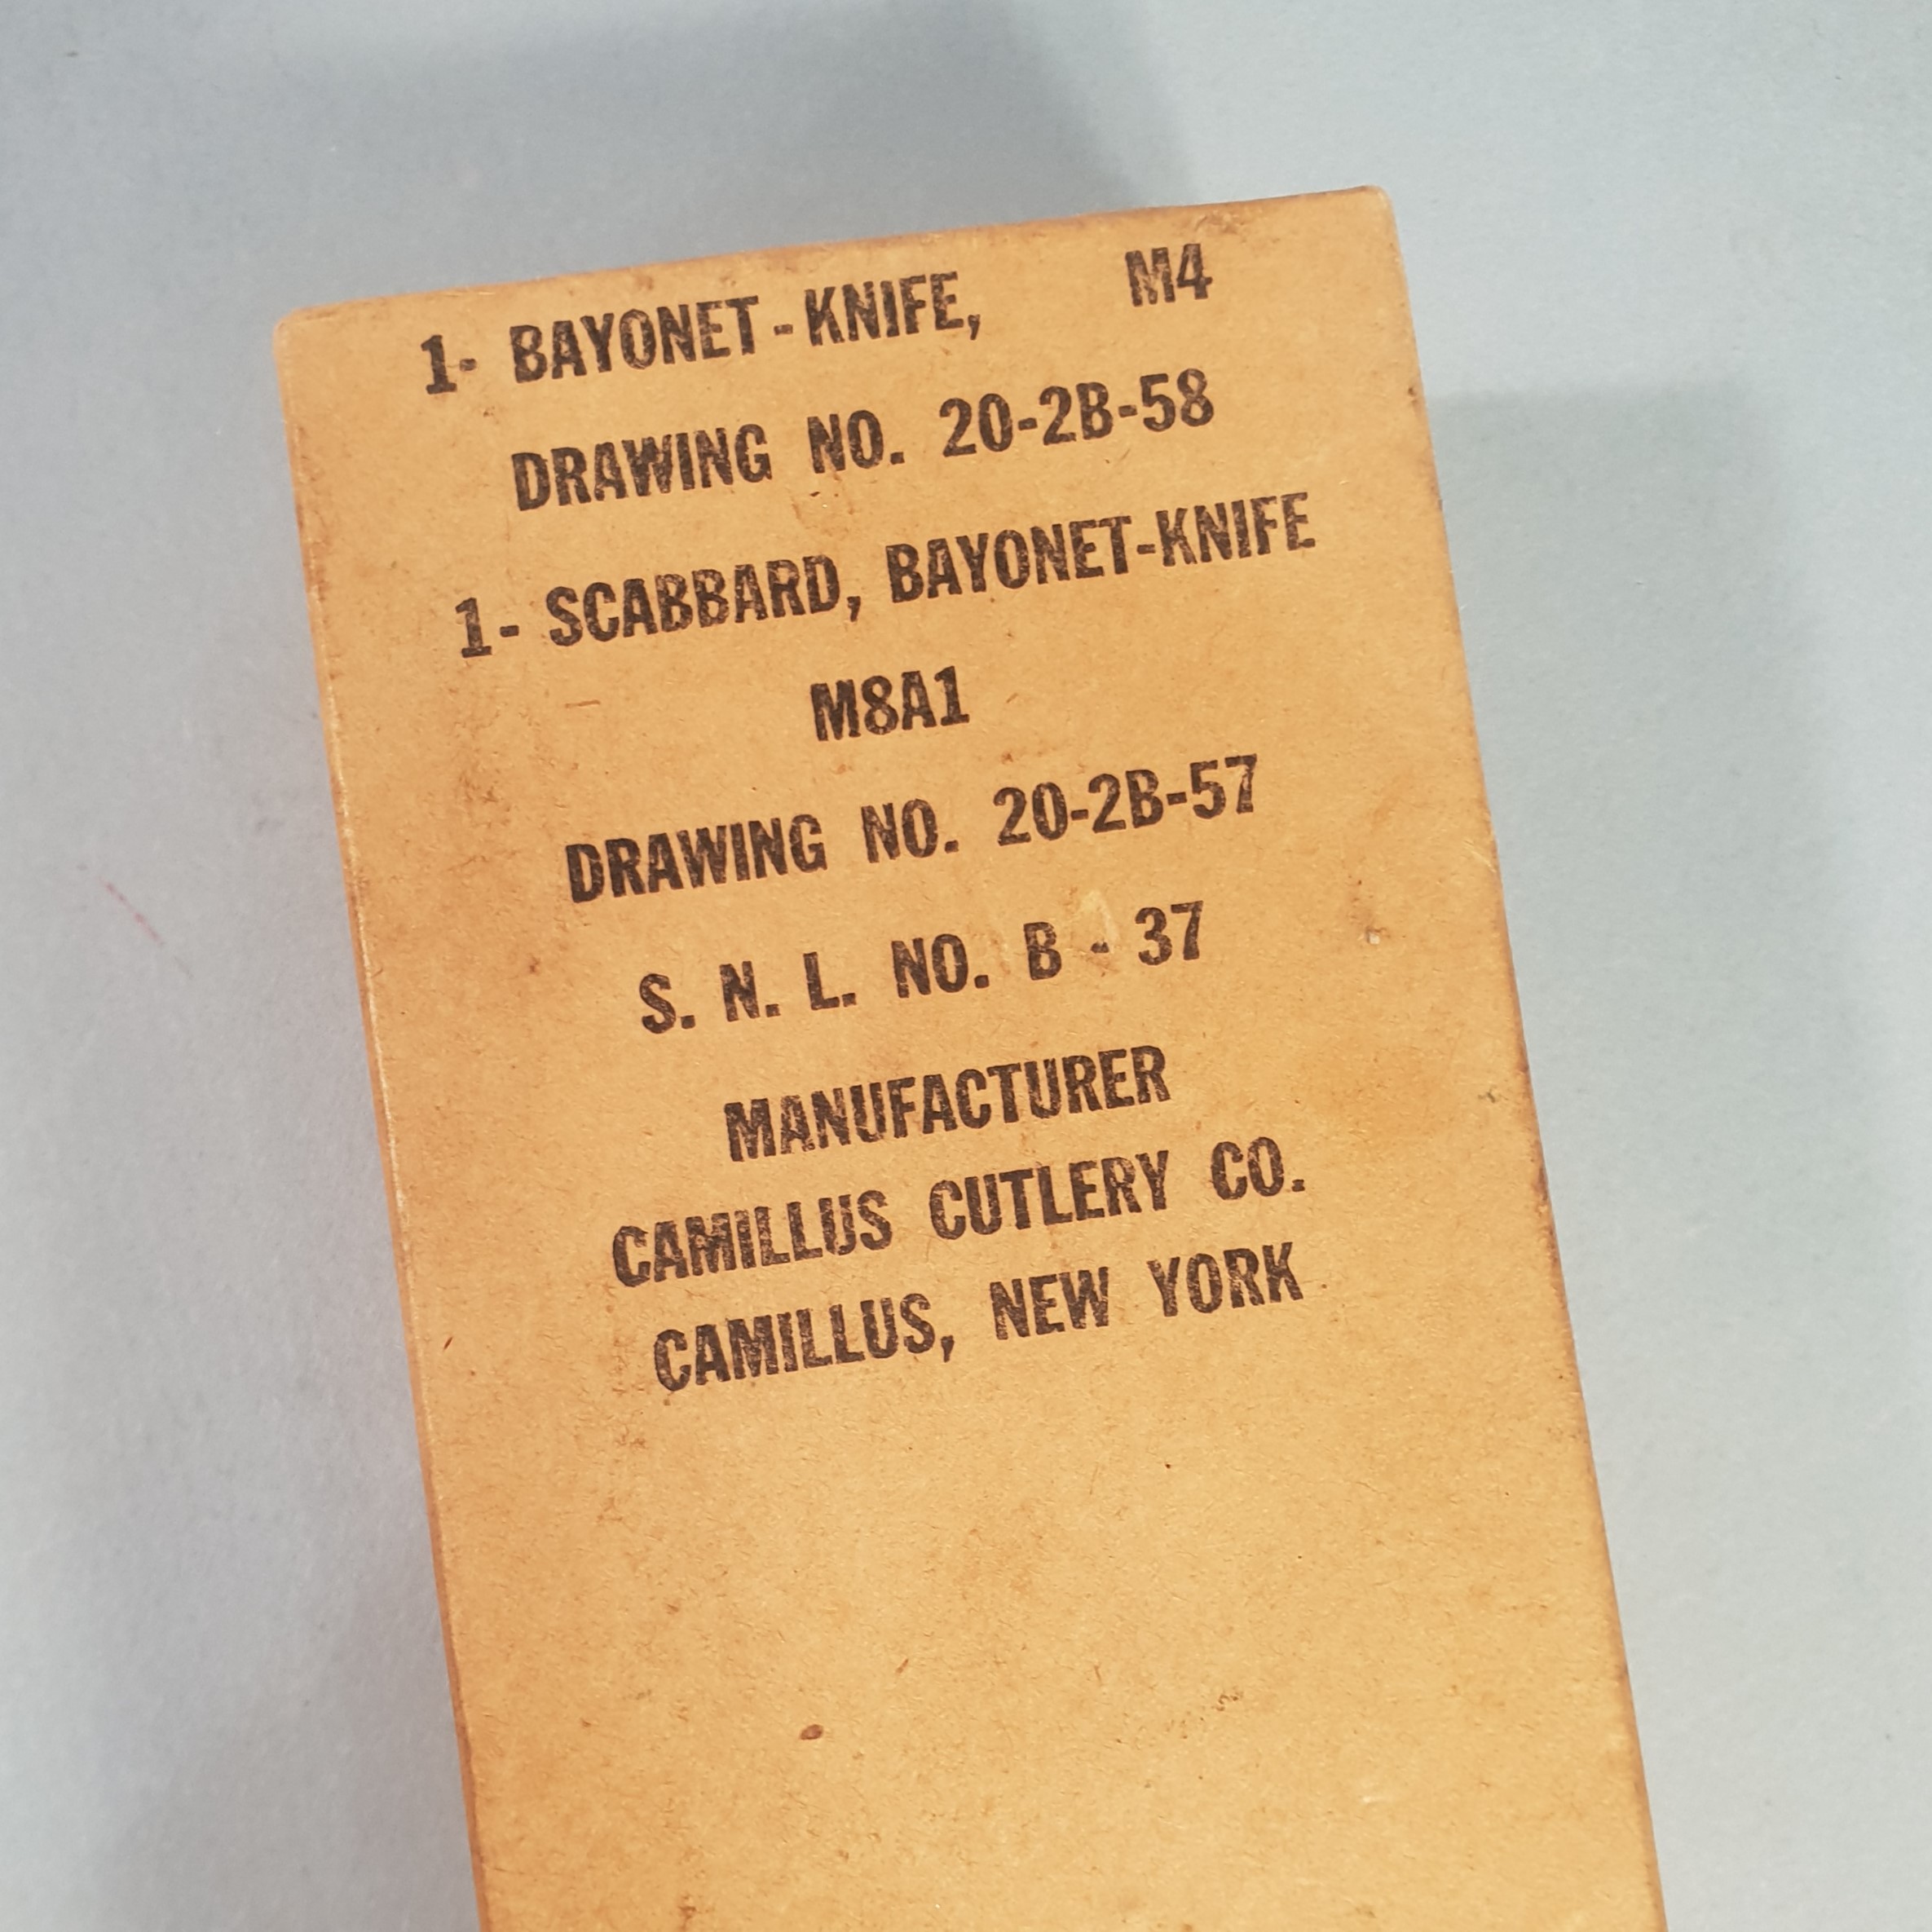 1- BAYONET-KNIFE, M4
DRAWING NO. 20-2B-58
1- SCABBARD, BAYONET-KNIFE
M8A1
DRAWING NO. 20-2B-57
S. N. L. NO. B - 37
MANUFACTURER
CAMILLUS CUTLERY CO.
CAMILLUS, NEW YORK